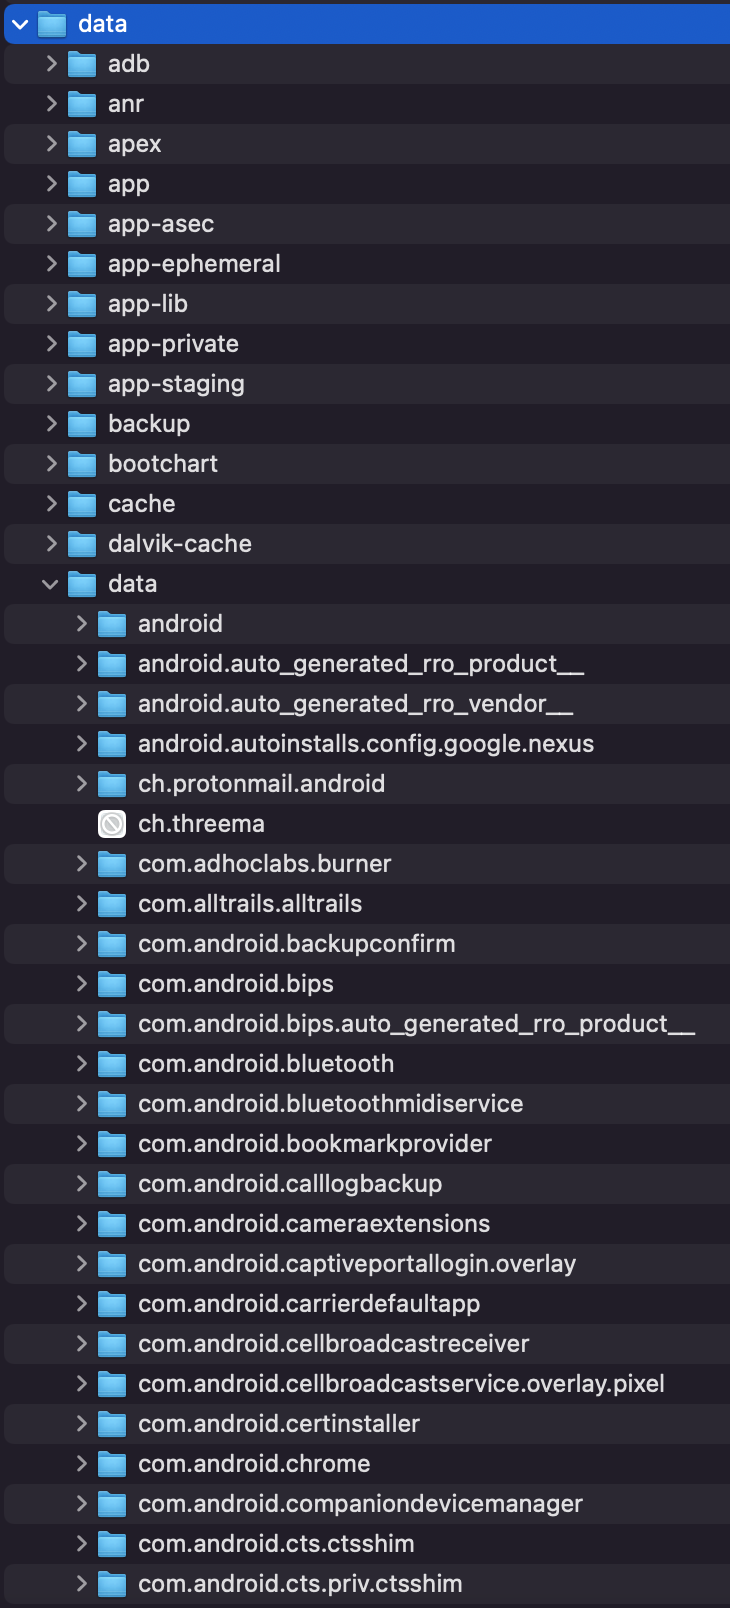 data
adb
anr
apex
app
app-asec
app-ephemeral
app-lib
app-private
app-staging
backup
bootchart
cache
dalvik-cache
data
android
android.auto_generated_rro_product__
android.auto_generated_rro_vendor__
android.autoinstalls.config.google.nexus
ch.protonmail.android
ch.threema
com.adhoclabs.burner
com.alltrails.alltrails
com.android.backupconfirm
com.android.bips
com.android.bips.auto_generated_rro_product__
com.android.bluetooth
com.android.bluetoothmidiservice
com.android.bookmarkprovider
com.android.calllogbackup
com.android.cameraextensions
com.android.captiveportallogin.overlay
com.android.carrierdefaultapp
com.android.cellbroadcastreceiver
com.android.cellbroadcastservice.overlay.pixel
com.android.certinstaller
com.android.chrome
com.android.companiondevicemanager
com.android.cts.ctsshim
com.android.cts.priv.ctsshim